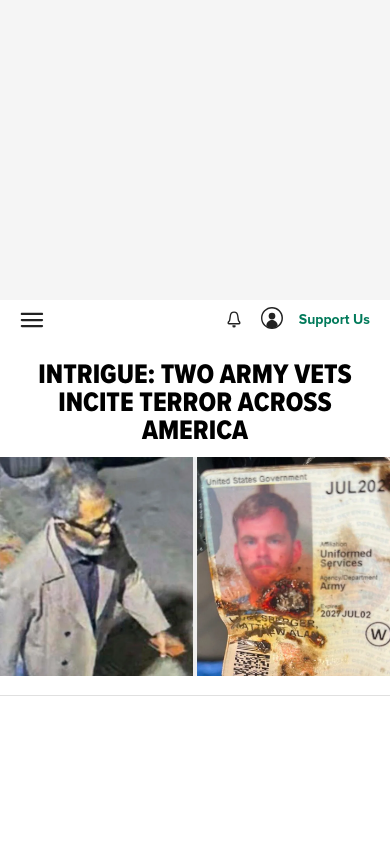 Support Us
INTRIGUE: TWO ARMY VETS
INCITE TERROR ACROSS
AMERICA
United States Government
JUL202
Affiliation
Uniformed
Services
Agency/Department
Army
Expires
2027JUL02
W